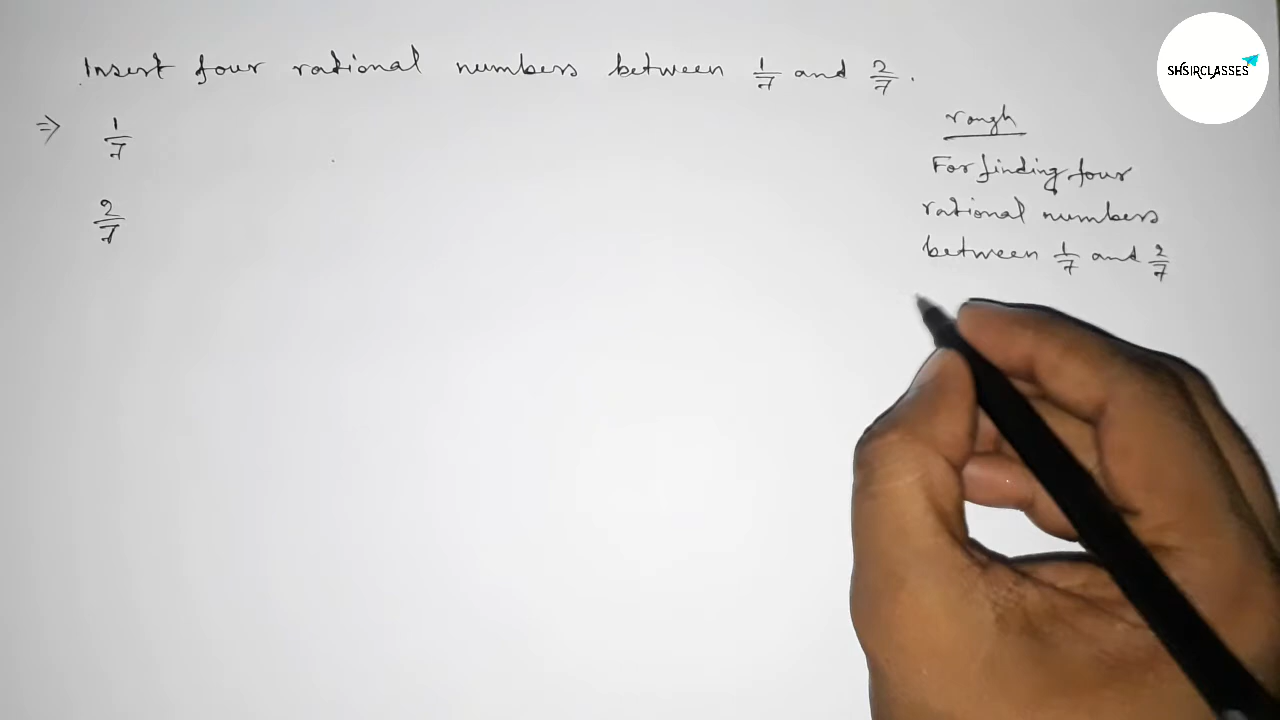 Insert four rational numbers between 1/7 and 2/7.
⇒ 1/7
2/7
rough
For finding four
rational numbers
between 1/7 and 2/7
SHSIRCLASSES